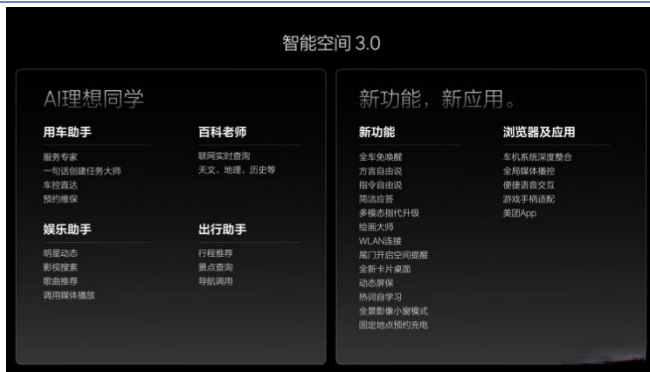 智能空间 3.0
AI理想同学
用车助手
服务专家
一句话创建任务大师
车控直达
预约维保
百科老师
联网实时查询
天文、地理、历史等
娱乐助手
明星动态
影视搜索
歌曲推荐
调用媒体播放
出行助手
行程推荐
景点查询
导航调用
新功能，新应用。
新功能
全车免唤醒
方言自由说
指令自由说
简洁应答
多模态指代升级
绘画大师
WLAN连接
尾门开启空间提醒
全新卡片桌面
动态屏保
热词自学习
全景影像小窗模式
固定地点预约充电
浏览器及应用
车机系统深度整合
全局媒体播控
便捷语音交互
游戏手柄适配
美团App